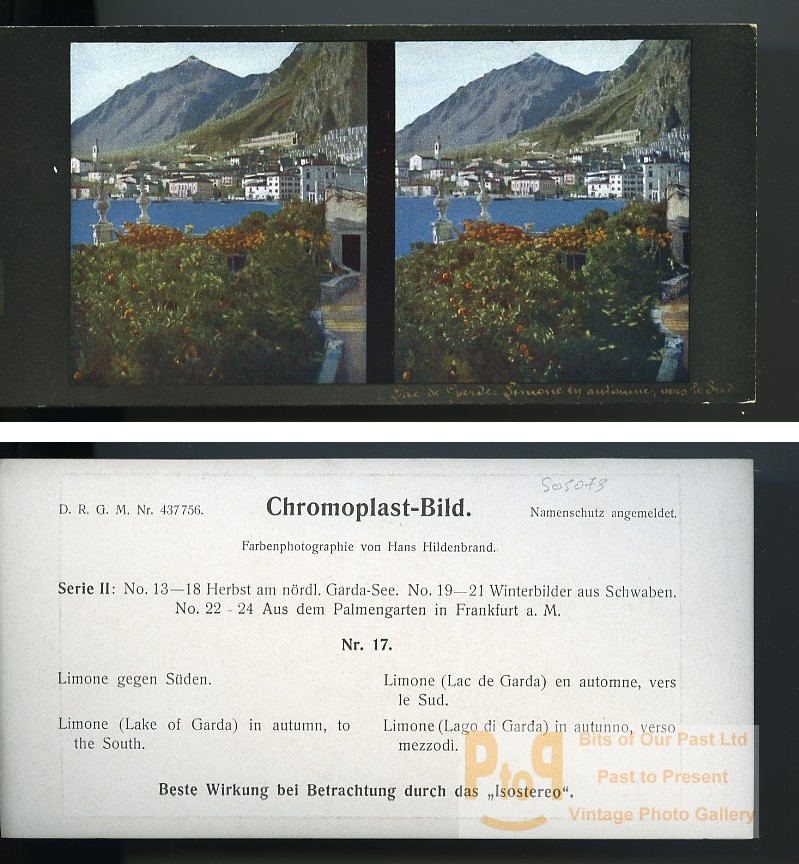 Lac de Garde. Limone en automne, vers le Sud
505073
D. R. G. M. Nr. 437756.
Chromoplast-Bild.
Namenschutz angemeldet.
Farbenphotographie von Hans Hildenbrand.
Serie II: No. 13—18 Herbst am nördl. Garda-See. No. 19—21 Winterbilder aus Schwaben.
No. 22 - 24 Aus dem Palmengarten in Frankfurt a. M.
Nr. 17.
Limone gegen Süden.
Limone (Lake of Garda) in autumn, to
the South.
Limone (Lac de Garda) en automne, vers
le Sud.
Limone (Lago di Garda) in autunno, verso
mezzodì.
Beste Wirkung bei Betrachtung durch das „Isostereo“.
PtoP
Bits of Our Past Ltd
Past to Present
Vintage Photo Gallery